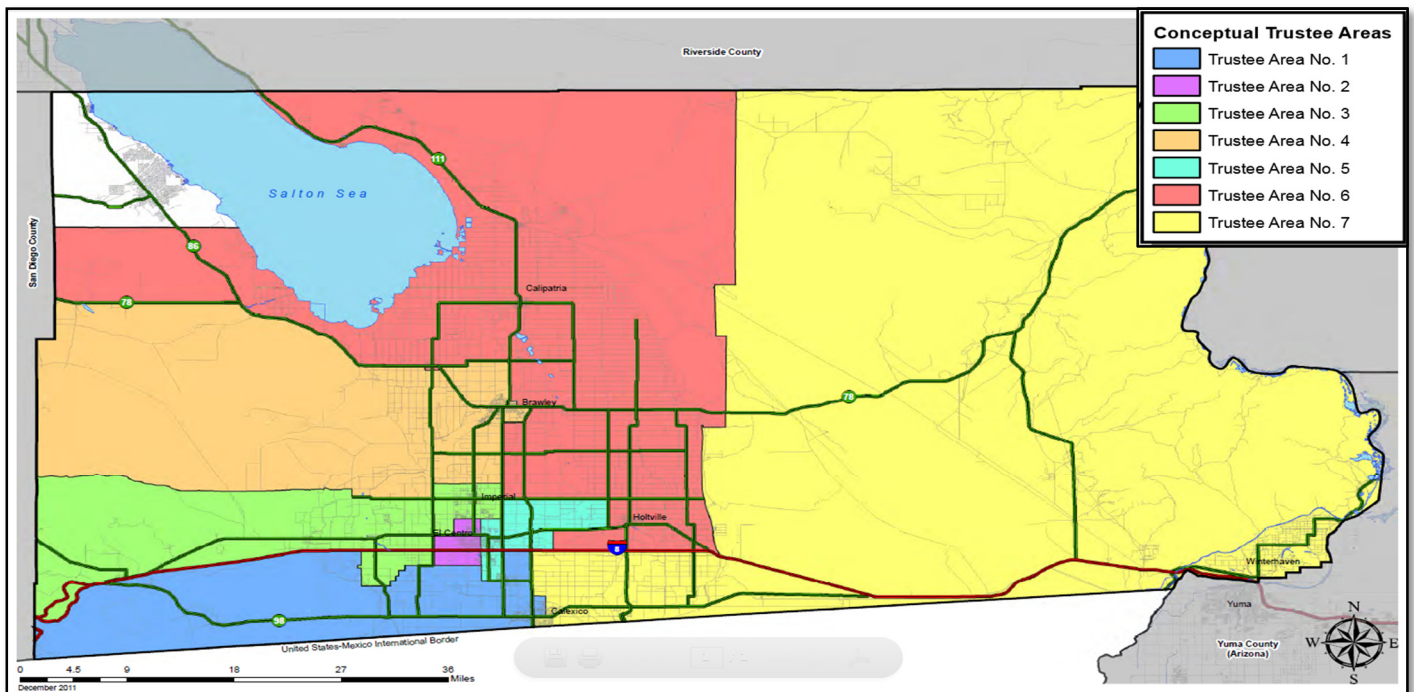 Riverside County
Conceptual Trustee Areas
Trustee Area No. 1
Trustee Area No. 2
Trustee Area No. 3
Trustee Area No. 4
Trustee Area No. 5
Trustee Area No. 6
Trustee Area No. 7
111
Salton Sea
San Diego County
86
78
Calipatria
78
Brawley
Imperial
El Centro
Holtville
8
Winterhaven
Calexico
98
Yuma
United States-Mexico International Border
Yuma County
(Arizona)
N
W
E
S
0 4.5 9 18 27 36
Miles
December 2011